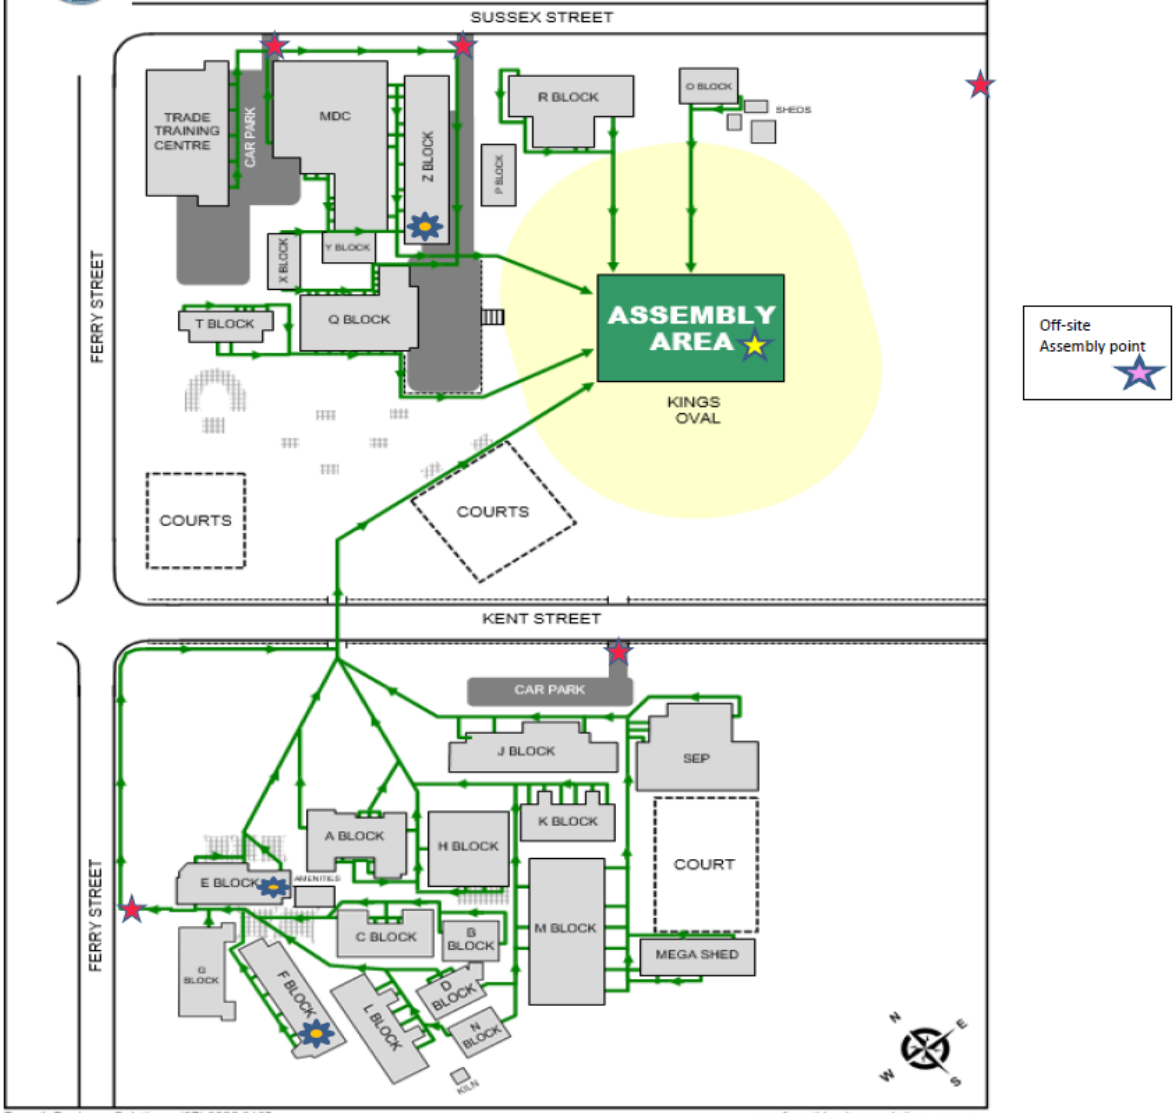 SUSSEX STREET
TRADE
TRAINING
CENTRE
CAR PARK
MDC
Z BLOCK
R BLOCK
P BLOCK
O BLOCK
SHEDS
X BLOCK
Y BLOCK
T BLOCK
Q BLOCK
FERRY STREET
ASSEMBLY
AREA
KINGS
OVAL
Off-site
Assembly point
COURTS
COURTS
KENT STREET
CAR PARK
J BLOCK
SEP
A BLOCK
H BLOCK
K BLOCK
COURT
E BLOCK
AMENITIES
FERRY STREET
C BLOCK
B
BLOCK
M BLOCK
MEGA SHED
G
BLOCK
F BLOCK
L BLOCK
D
BLOCK
N
BLOCK
KILN
N
E
W
S